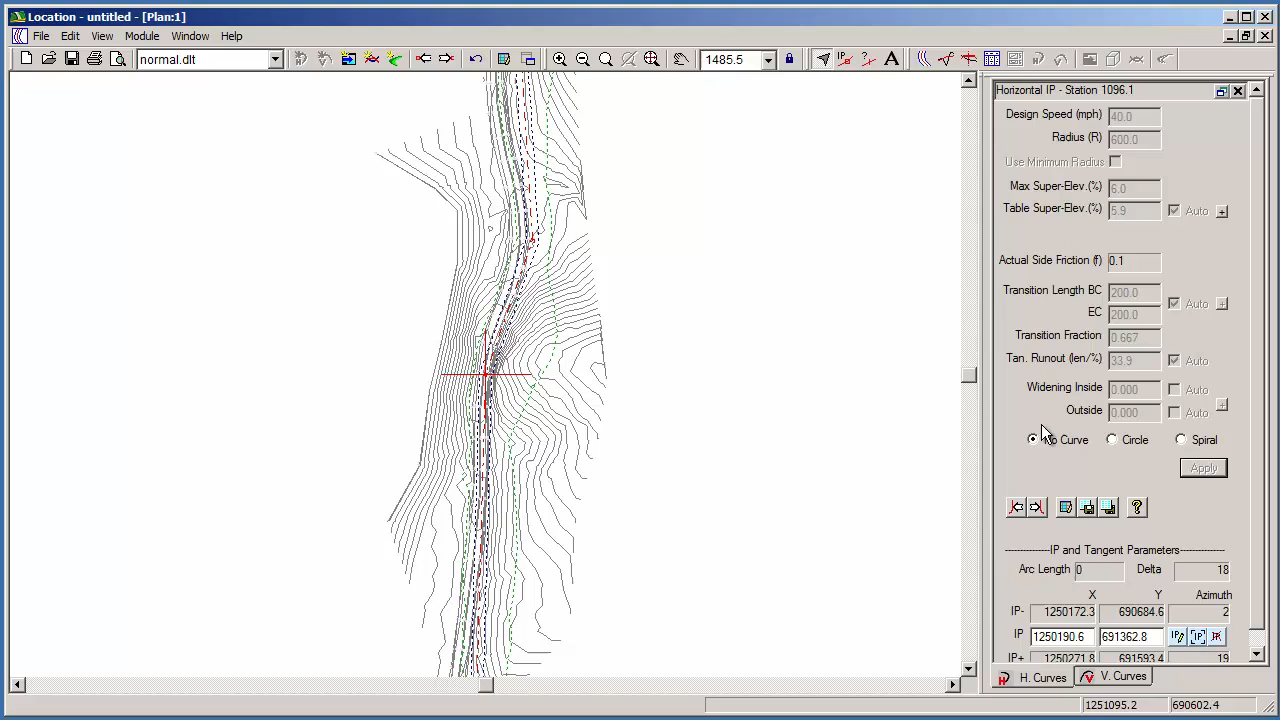 Location - untitled - [Plan:1]
File Edit View Module Window Help
normal.dlt
1485.5
IP
?
A
Horizontal IP - Station 1096.1
Design Speed (mph) 40.0
Radius (R) 600.0
Use Minimum Radius
Max Super-Elev.(%) 6.0
Table Super-Elev.(%) 5.9 Auto +
Actual Side Friction (f) 0.1
Transition Length BC 200.0 Auto +
EC 200.0
Transition Fraction 0.667
Tan. Runout (len/%) 33.9 Auto
Widening Inside 0.000 Auto +
Outside 0.000 Auto
Curve Circle Spiral
Apply
?
---------------IP and Tangent Parameters---------------
Arc Length 0 Delta 18
X Y Azimuth
IP- 1250172.3 690684.6 2
IP 1250190.6 691362.8 IP [IP]
IP+ 1250271.8 691593.4 19
H. Curves V. Curves
1251095.2 690602.4